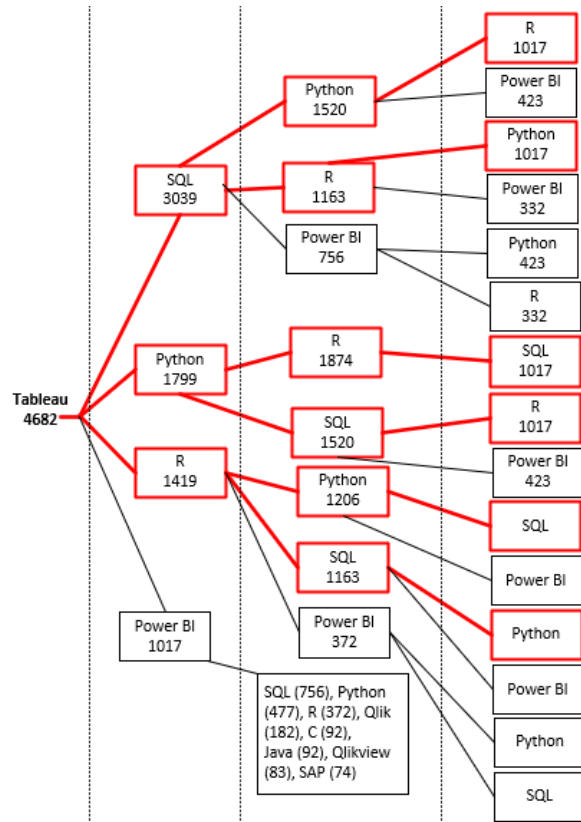 R
1017
Python
1520
Power BI
423
Python
1017
SQL
3039
R
1163
Power BI
332
Power BI
756
Python
423
R
332
R
1874
SQL
1017
Python
1799
Tableau
4682
SQL
1520
R
1017
Power BI
423
R
1419
Python
1206
SQL
Power BI
SQL
1163
Python
Power BI
1017
Power BI
372
Power BI
SQL (756), Python
(477), R (372), Qlik
(182), C (92),
Java (92), Qlikview
(83), SAP (74)
Python
SQL